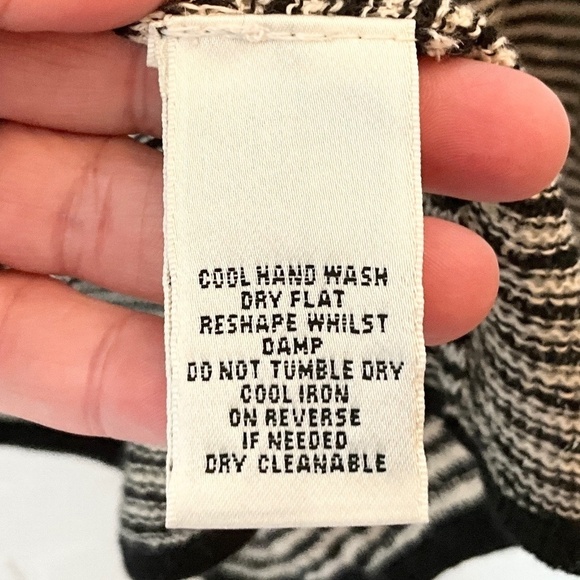 COOL HAND WASH
DRY FLAT
RESHAPE WHILST
DAMP
DO NOT TUMBLE DRY
COOL IRON
ON REVERSE
IF NEEDED
DRY CLEANABLE